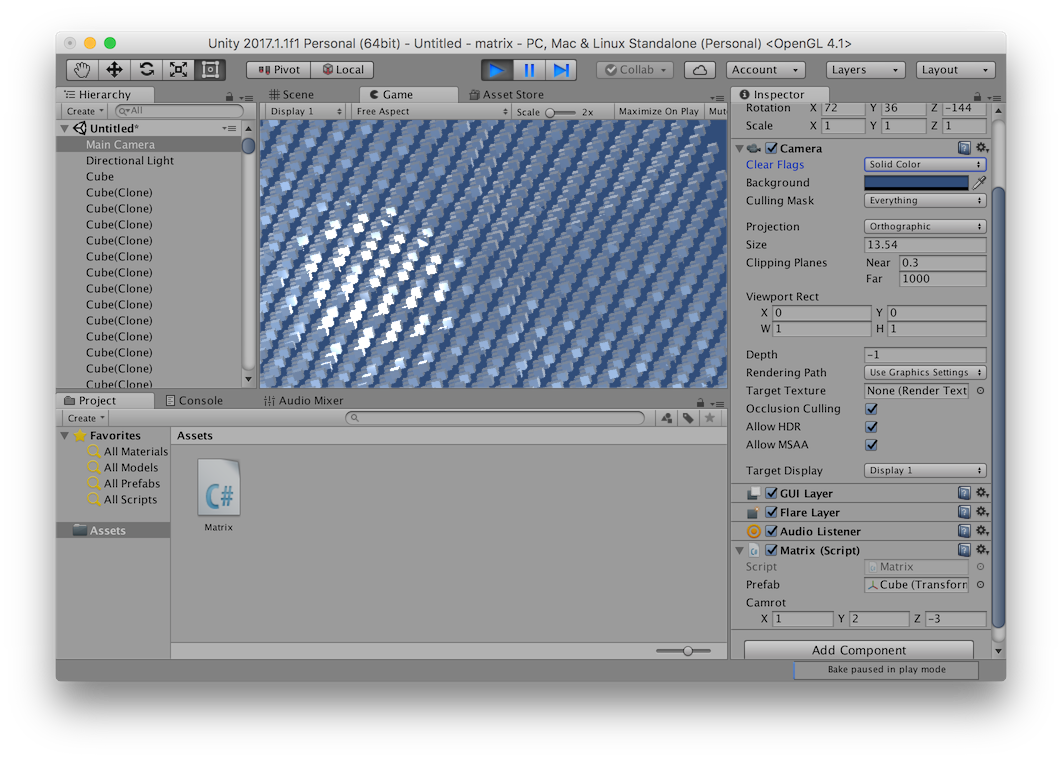 Unity 2017.1.1f1 Personal (64bit) - Untitled - matrix - PC, Mac & Linux Standalone (Personal) <OpenGL 4.1>
Pivot Local Collab Account Layers Layout
Hierarchy
Create All
Untitled*
Main Camera
Directional Light
Cube
Cube(Clone)
Cube(Clone)
Cube(Clone)
Cube(Clone)
Cube(Clone)
Cube(Clone)
Cube(Clone)
Cube(Clone)
Cube(Clone)
Cube(Clone)
Cube(Clone)
Cube(Clone)
Cube(Clone)
Scene Game Asset Store
Display 1 Free Aspect Scale 2x Maximize On Play Mut
Inspector
Rotation X 72 Y 36 Z -144
Scale X 1 Y 1 Z 1
Camera
Clear Flags Solid Color
Background
Culling Mask Everything
Projection Orthographic
Size 13.54
Clipping Planes Near 0.3
Far 1000
Viewport Rect
X 0 Y 0
W 1 H 1
Depth -1
Rendering Path Use Graphics Settings
Target Texture None (Render Text
Occlusion Culling
Allow HDR
Allow MSAA
Target Display Display 1
GUI Layer
Flare Layer
Audio Listener
Matrix (Script)
Script Matrix
Prefab Cube (Transforn
Camrot
X 1 Y 2 Z -3
Add Component
Project Console Audio Mixer
Create
Favorites
All Materials
All Models
All Prefabs
All Scripts
Assets
Assets
C#
Matrix
Bake paused in play mode